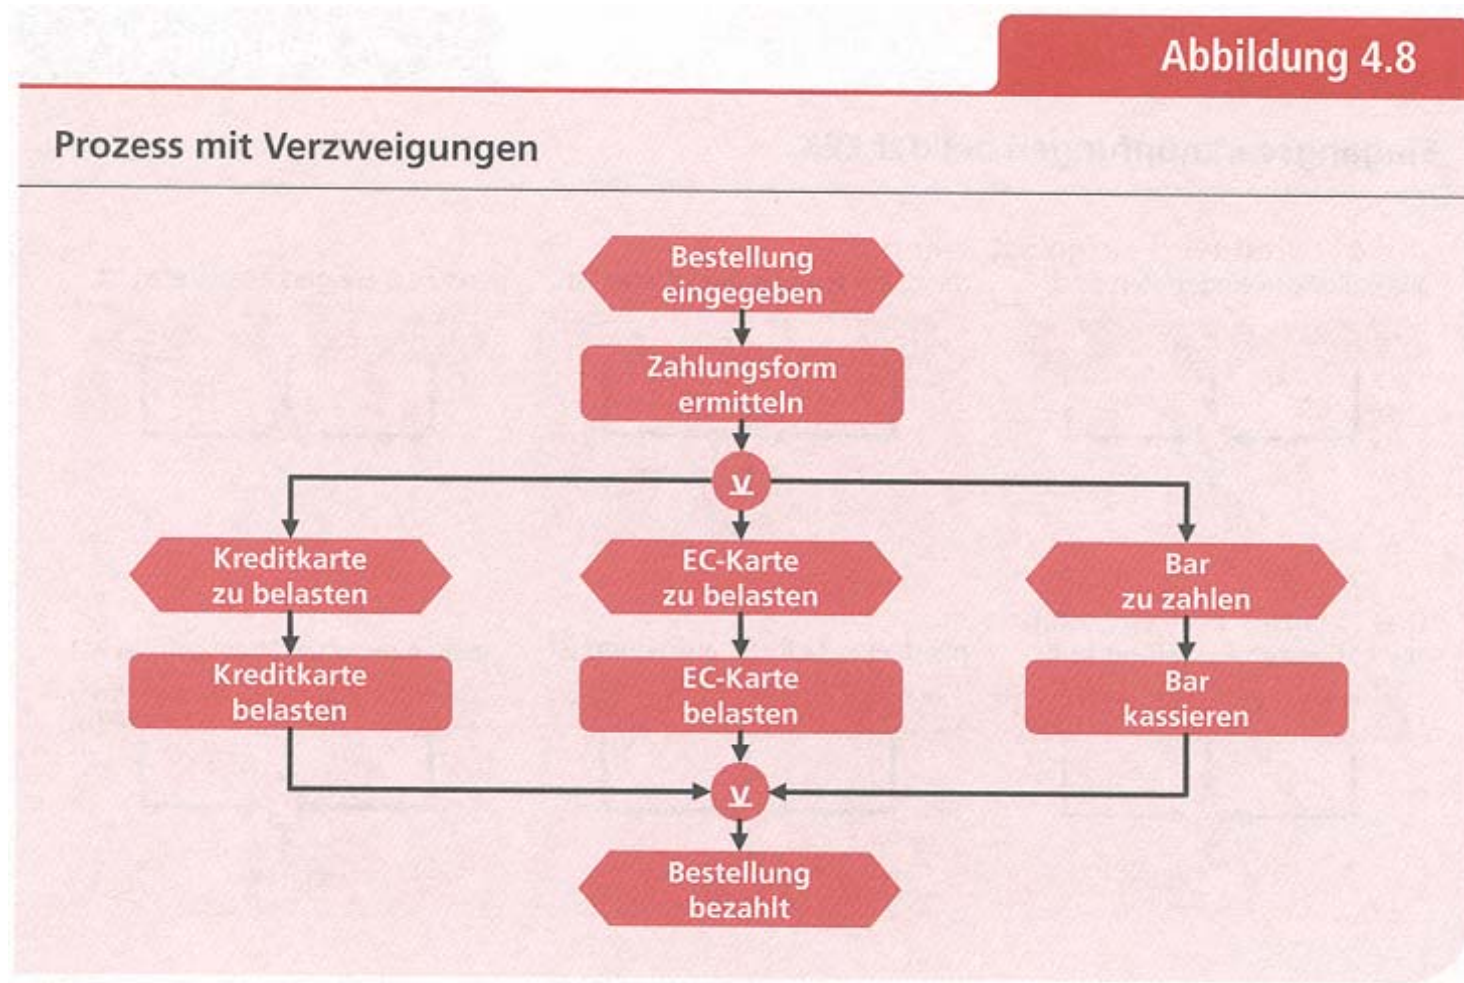 Abbildung 4.8
Prozess mit Verzweigungen
Bestellung
eingegeben
Zahlungsform
ermitteln
v
Kreditkarte
zu belasten
EC-Karte
zu belasten
Bar
zu zahlen
Kreditkarte
belasten
EC-Karte
belasten
Bar
kassieren
v
Bestellung
bezahlt